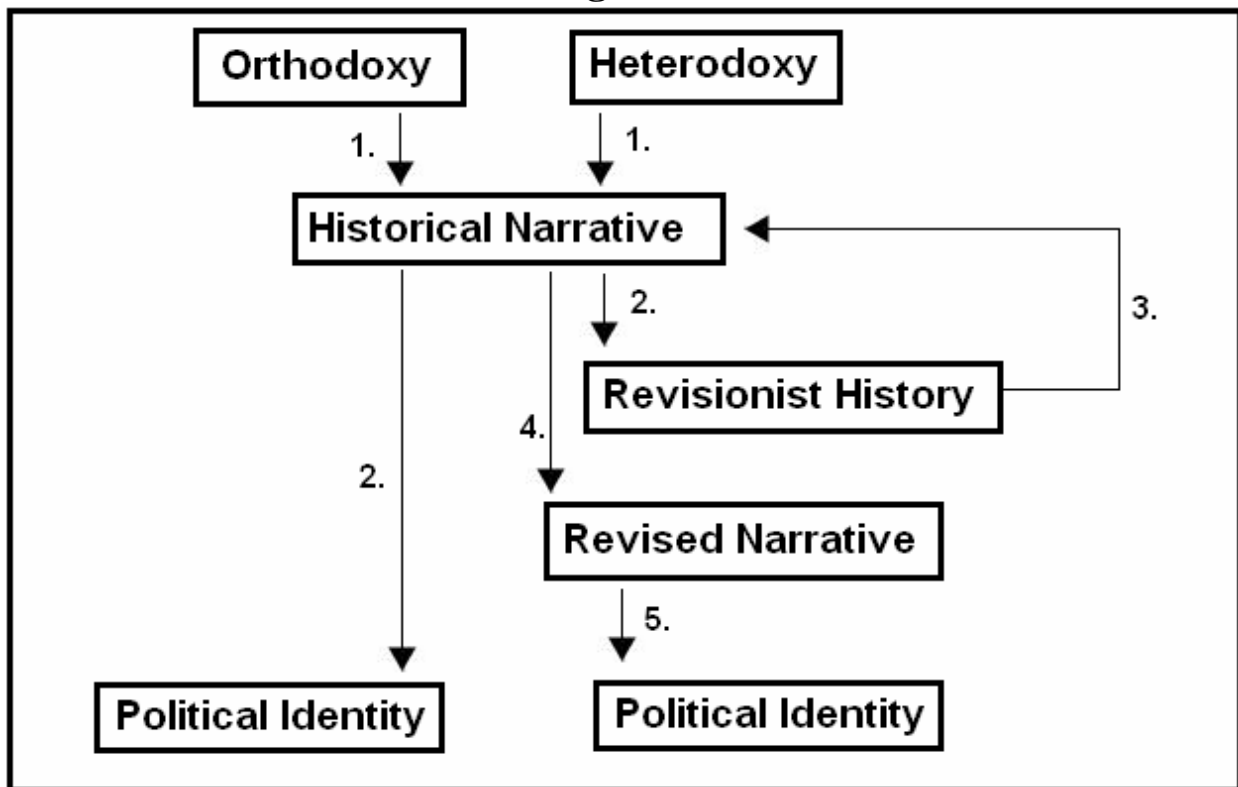 Orthodoxy
Heterodoxy
1.
1.
Historical Narrative
2.
3.
Revisionist History
4.
2.
Revised Narrative
5.
Political Identity
Political Identity